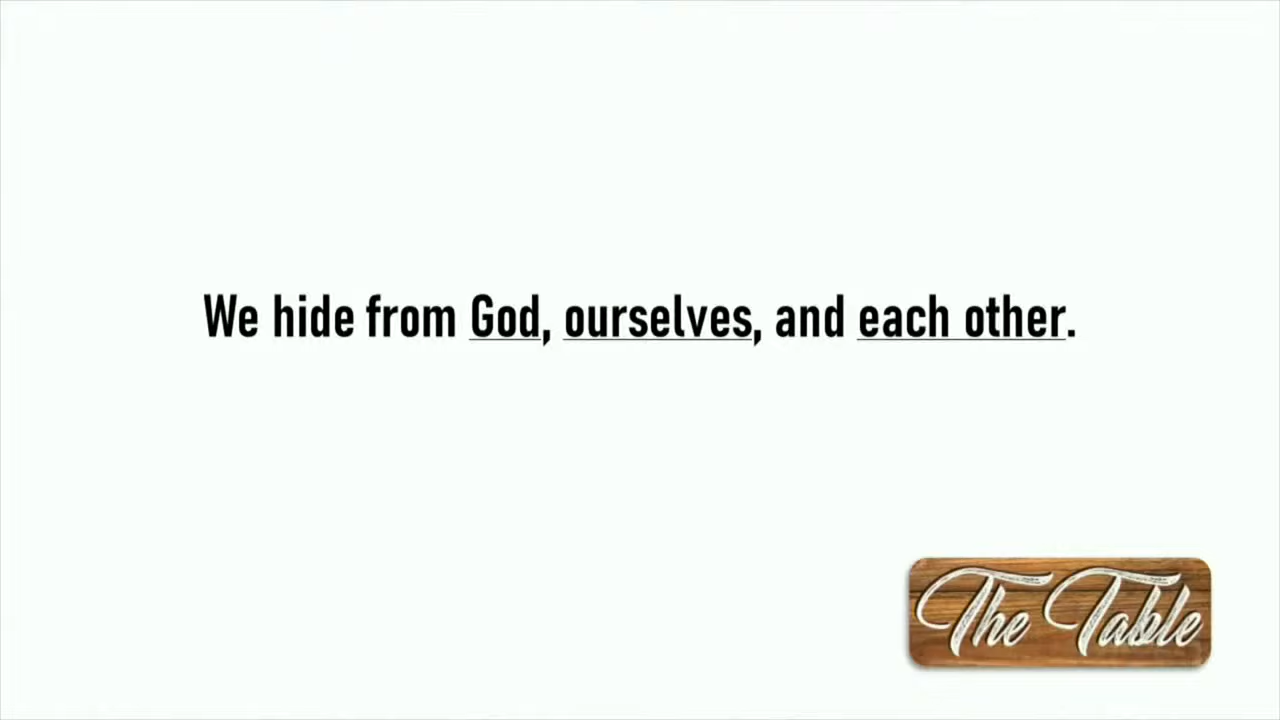 We hide from God, ourselves, and each other.
The Table